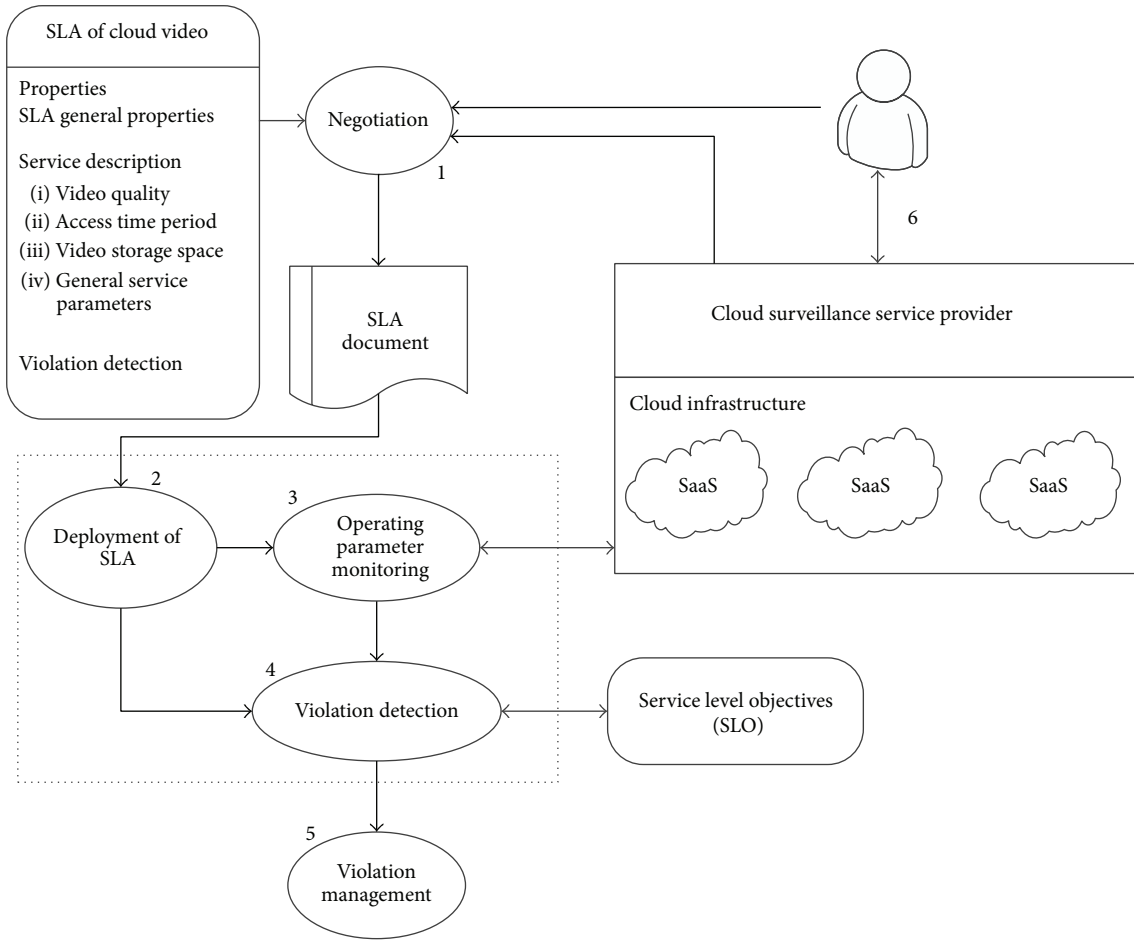 SLA of cloud video
Properties
SLA general properties
Service description
(i) Video quality
(ii) Access time period
(iii) Video storage space
(iv) General service
parameters
Violation detection
Negotiation
1
6
SLA
document
Cloud surveillance service provider
Cloud infrastructure
SaaS
SaaS
SaaS
2
Deployment of
SLA
3
Operating
parameter
monitoring
4
Violation detection
Service level objectives
(SLO)
5
Violation
management